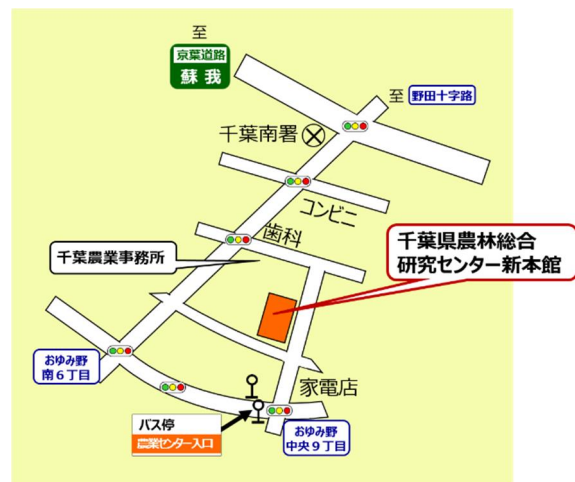 至
京葉道路
蘇我
至 野田十字路
千葉南署
コンビニ
歯科
千葉県農林総合
研究センター新本館
千葉農業事務所
おゆみ野
南6丁目
家電店
バス停
農業センター入口
おゆみ野
中央9丁目